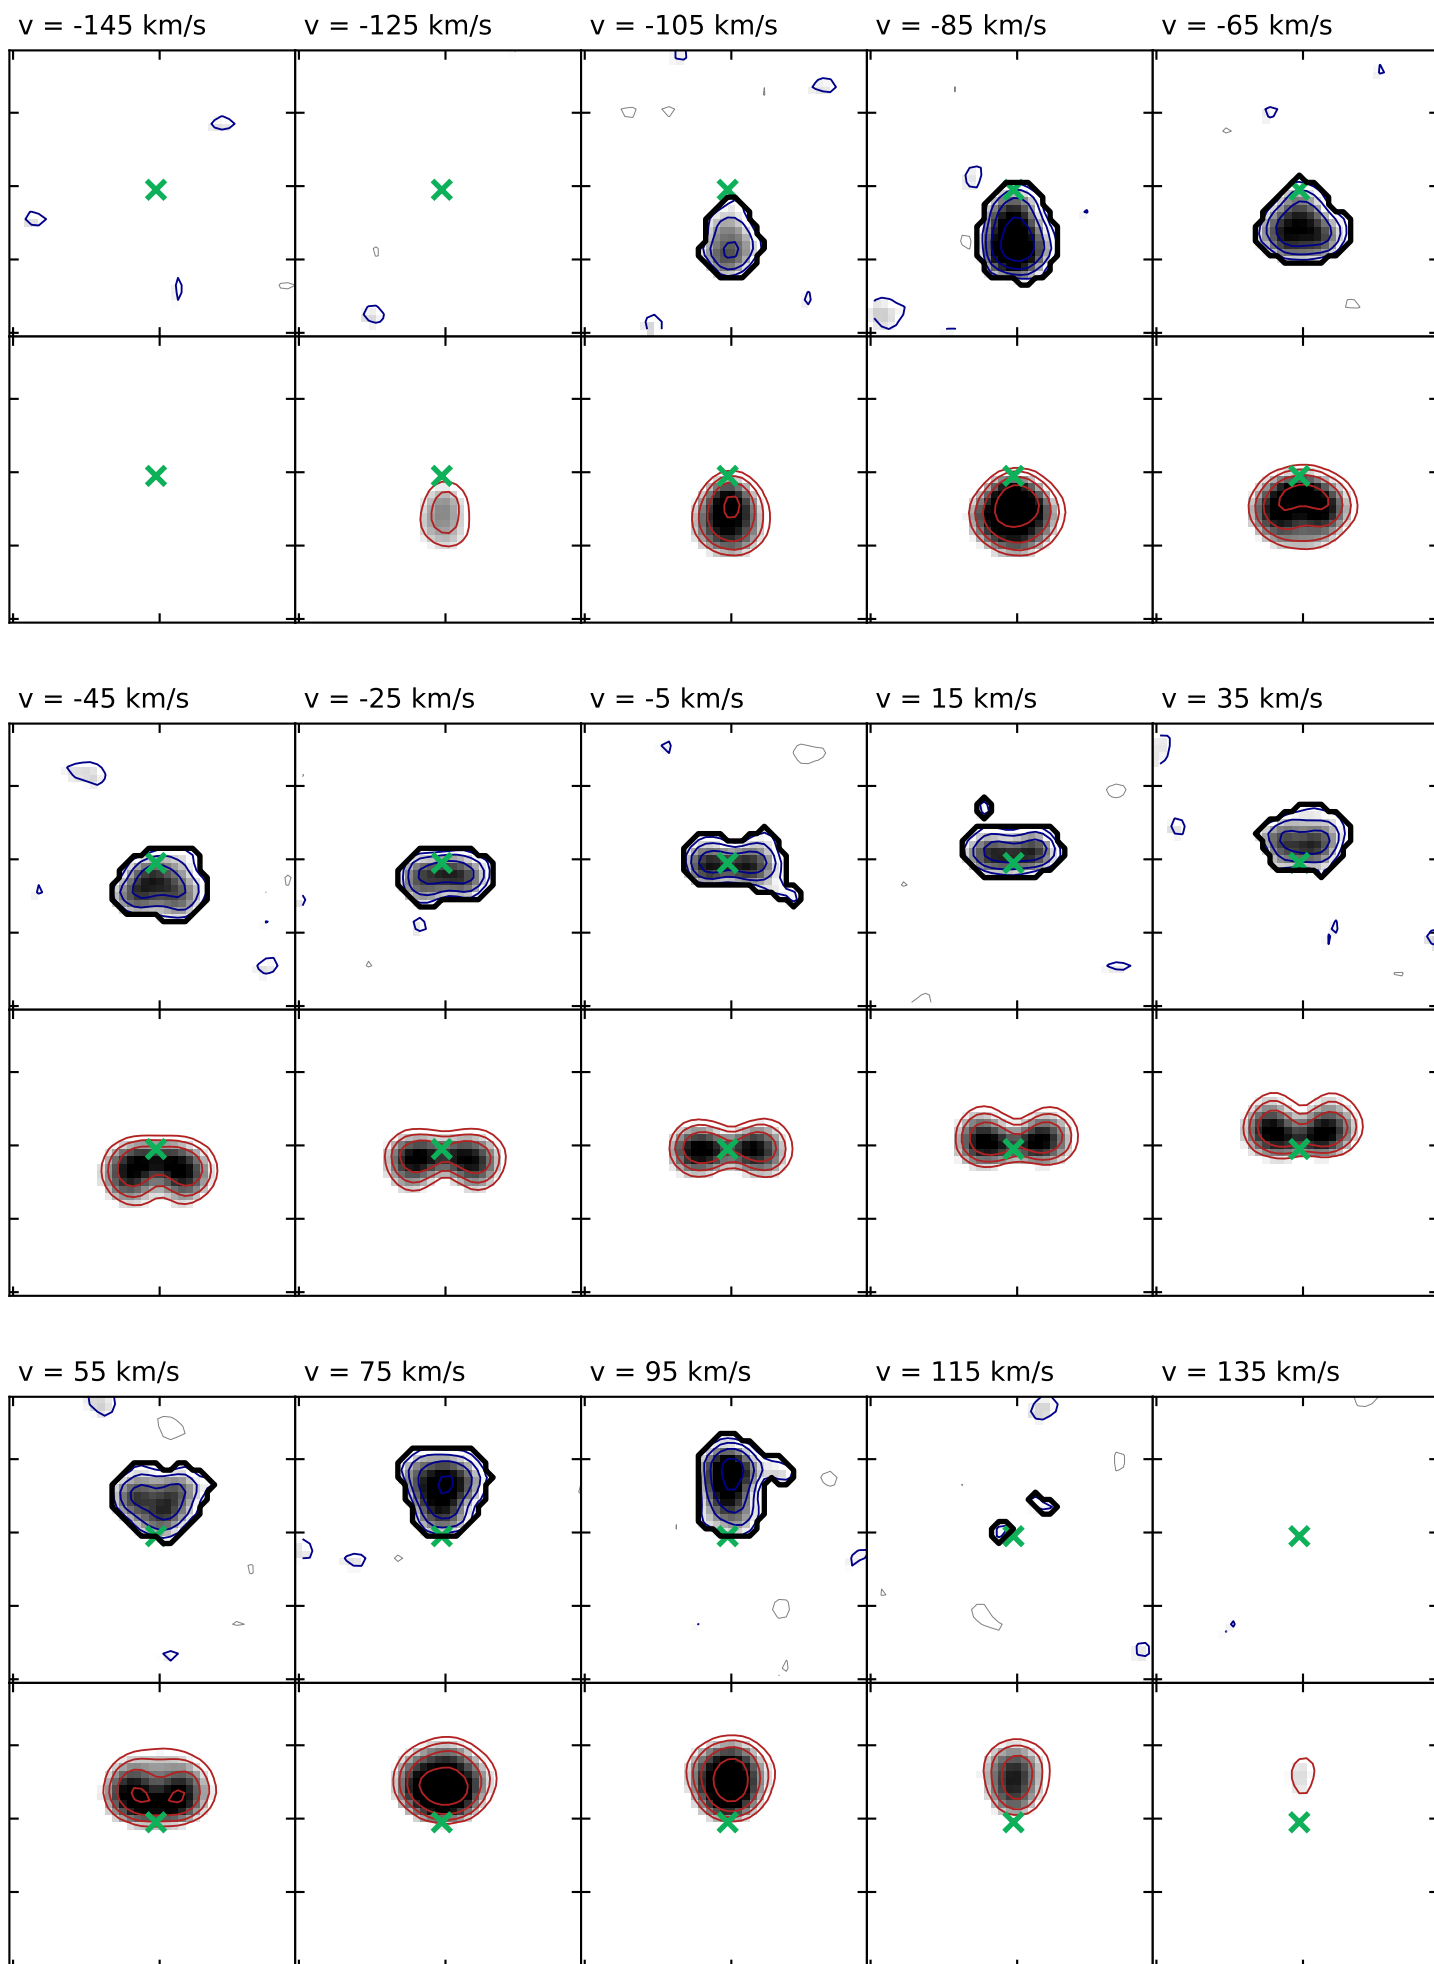 v = -145 km/s
v = -125 km/s
v = -105 km/s
v = -85 km/s
v = -65 km/s
v = -45 km/s
v = -25 km/s
v = -5 km/s
v = 15 km/s
v = 35 km/s
v = 55 km/s
v = 75 km/s
v = 95 km/s
v = 115 km/s
v = 135 km/s